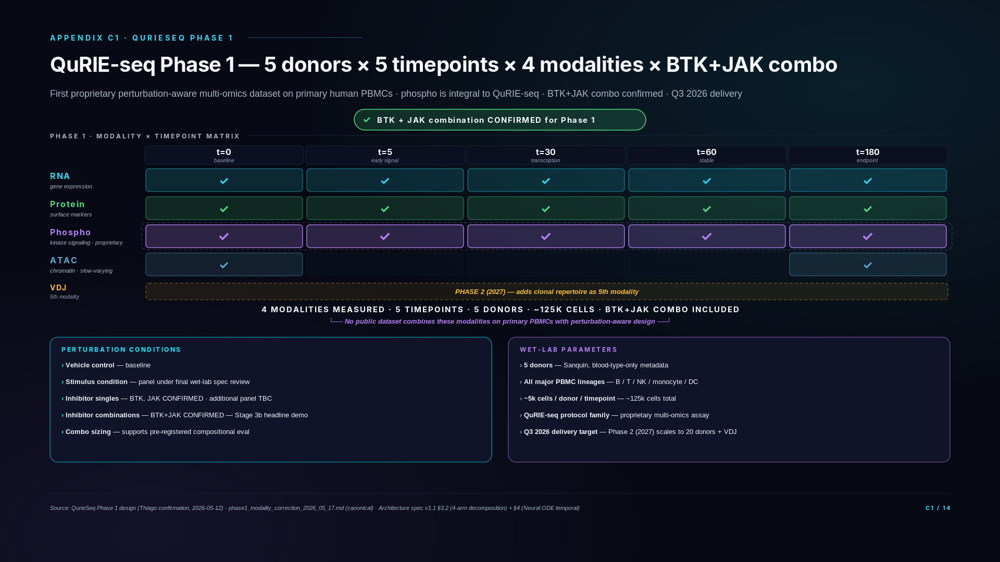 APPENDIX C1 · QURIESEQ PHASE 1
QuRIE-seq Phase 1 — 5 donors × 5 timepoints × 4 modalities × BTK+JAK combo
First proprietary perturbation-aware multi-omics dataset on primary human PBMCs · phospho is integral to QuRIE-seq · BTK+JAK combo confirmed · Q3 2026 delivery
✓ BTK + JAK combination CONFIRMED for Phase 1
PHASE 1 · MODALITY × TIMEPOINT MATRIX
t=0 t=5 t=30 t=60 t=180
baseline early signal transcription stable endpoint
RNA ✓ ✓ ✓ ✓ ✓
gene expression
Protein ✓ ✓ ✓ ✓ ✓
surface markers
Phospho ✓ ✓ ✓ ✓ ✓
kinase signaling · proprietary
ATAC ✓ ✓
chromatin · slow-varying
VDJ
5th modality
PHASE 2 (2027) — adds clonal repertoire as 5th modality
4 MODALITIES MEASURED · 5 TIMEPOINTS · 5 DONORS · ~125K CELLS · BTK+JAK COMBO INCLUDED
└── No public dataset combines these modalities on primary PBMCs with perturbation-aware design ──┘
PERTURBATION CONDITIONS
› Vehicle control — baseline
› Stimulus condition — panel under final wet-lab spec review
› Inhibitor singles — BTK, JAK CONFIRMED · additional panel TBC
› Inhibitor combinations — BTK+JAK CONFIRMED — Stage 3b headline demo
› Combo sizing — supports pre-registered compositional eval
WET-LAB PARAMETERS
› 5 donors — Sanquin, blood-type-only metadata
› All major PBMC lineages — B / T / NK / monocyte / DC
› ~5k cells / donor / timepoint — ~125k cells total
› QuRIE-seq protocol family — proprietary multi-omics assay
› Q3 2026 delivery target — Phase 2 (2027) scales to 20 donors + VDJ
Source: QurieSeq Phase 1 design (Thiago confirmation, 2026-05-12) · phase1_modality_correction_2026_05_17.md (canonical) · Architecture spec v1.1 §3.2 (4-arm decomposition) + §4 (Neural ODE temporal)
C1 / 14